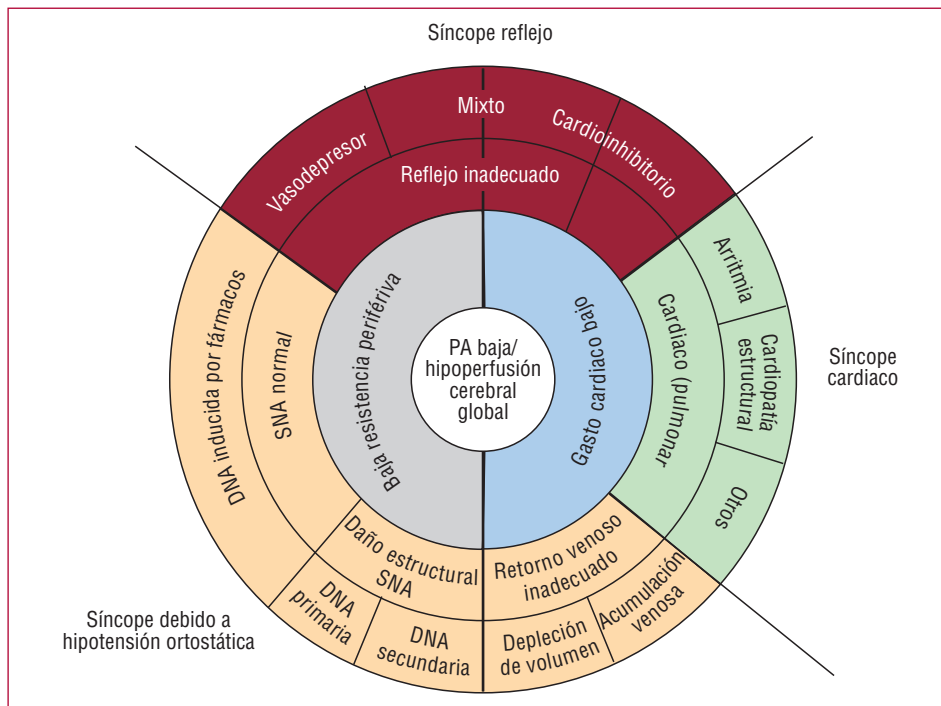 Síncope reflejo
Mixto
Vasodepresor
Cardioinhibitorio
Reflejo inadecuado
Arritmia
Cardiopatía
estructural
Otros
Síncope
cardiaco
Cardiaco (pulmonar
Gasto cardiaco bajo
PA baja/
hipoperfusión
cerebral
global
Baja resistencia perifériva
SNA normal
DNA inducida por fármacos
Daño estructural
SNA
Retorno venoso
inadecuado
DNA
primaria
DNA
secundaria
Depleción
de volumen
Acumulación
venosa
Síncope debido a
hipotensión ortostática